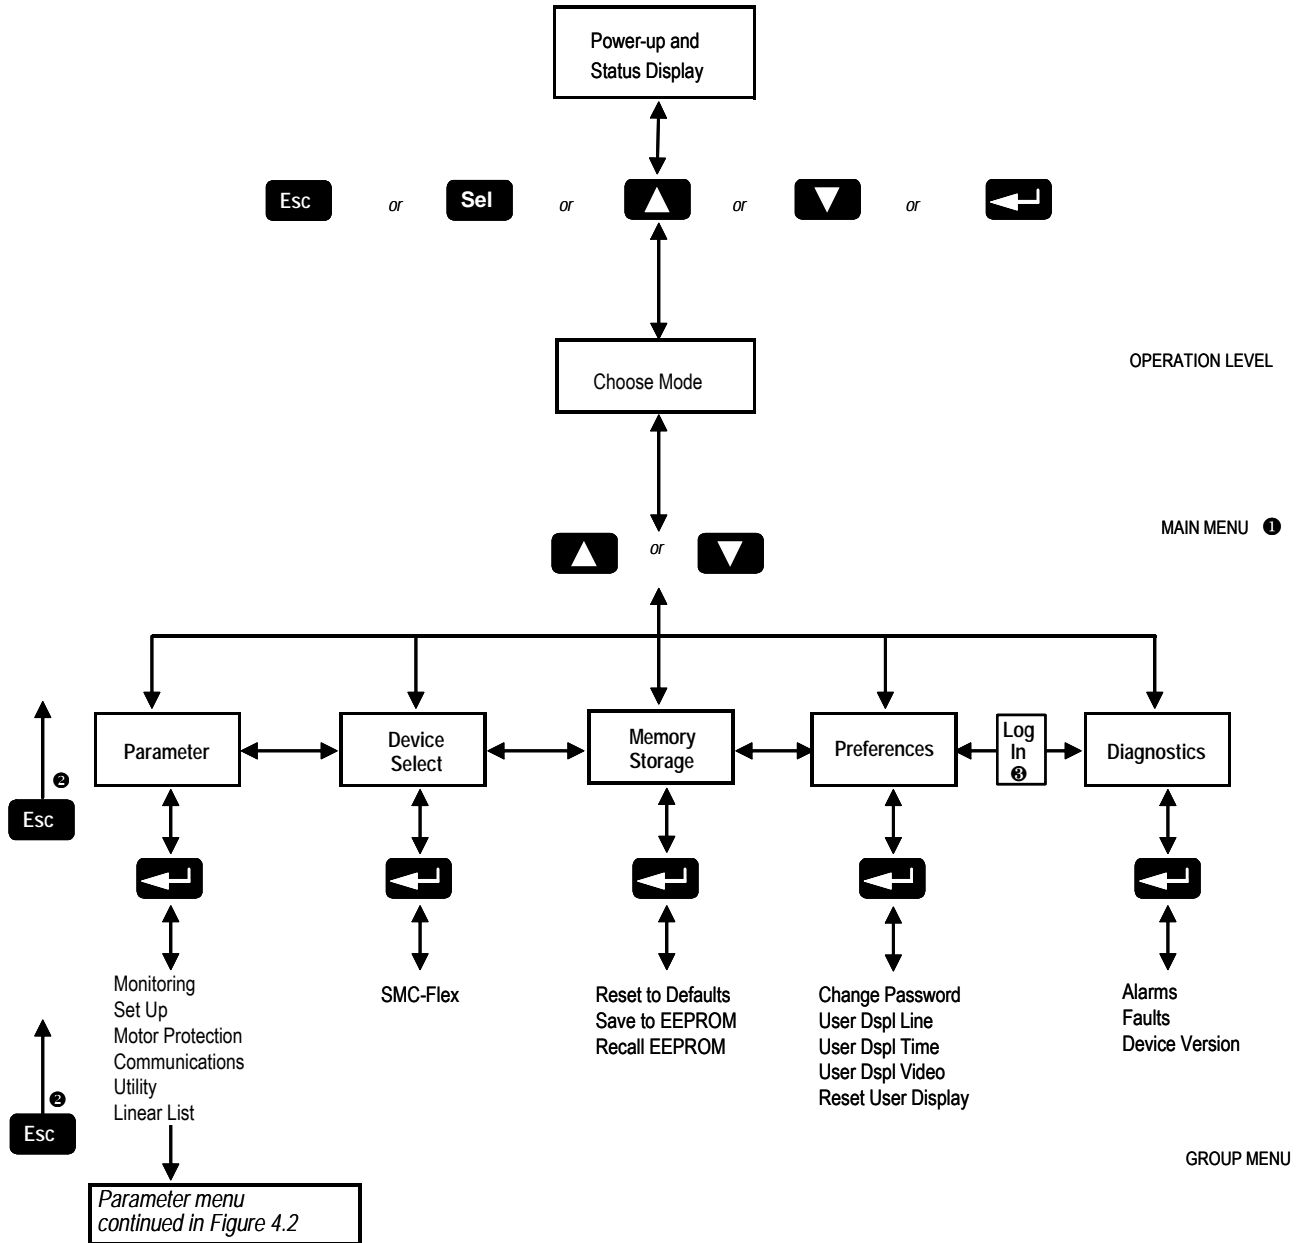 Power-up and
Status Display
Esc or Sel or or or
Choose Mode
OPERATION LEVEL
MAIN MENU ❶
or
Parameter
Device
Select
Memory
Storage
Preferences
Log
In
❸
Diagnostics
❷
Esc
Monitoring
Set Up
Motor Protection
Communications
Utility
Linear List
SMC-Flex
Reset to Defaults
Save to EEPROM
Recall EEPROM
Change Password
User Dspl Line
User Dspl Time
User Dspl Video
Reset User Display
Alarms
Faults
Device Version
❷
Esc
GROUP MENU
Parameter menu
continued in Figure 4.2